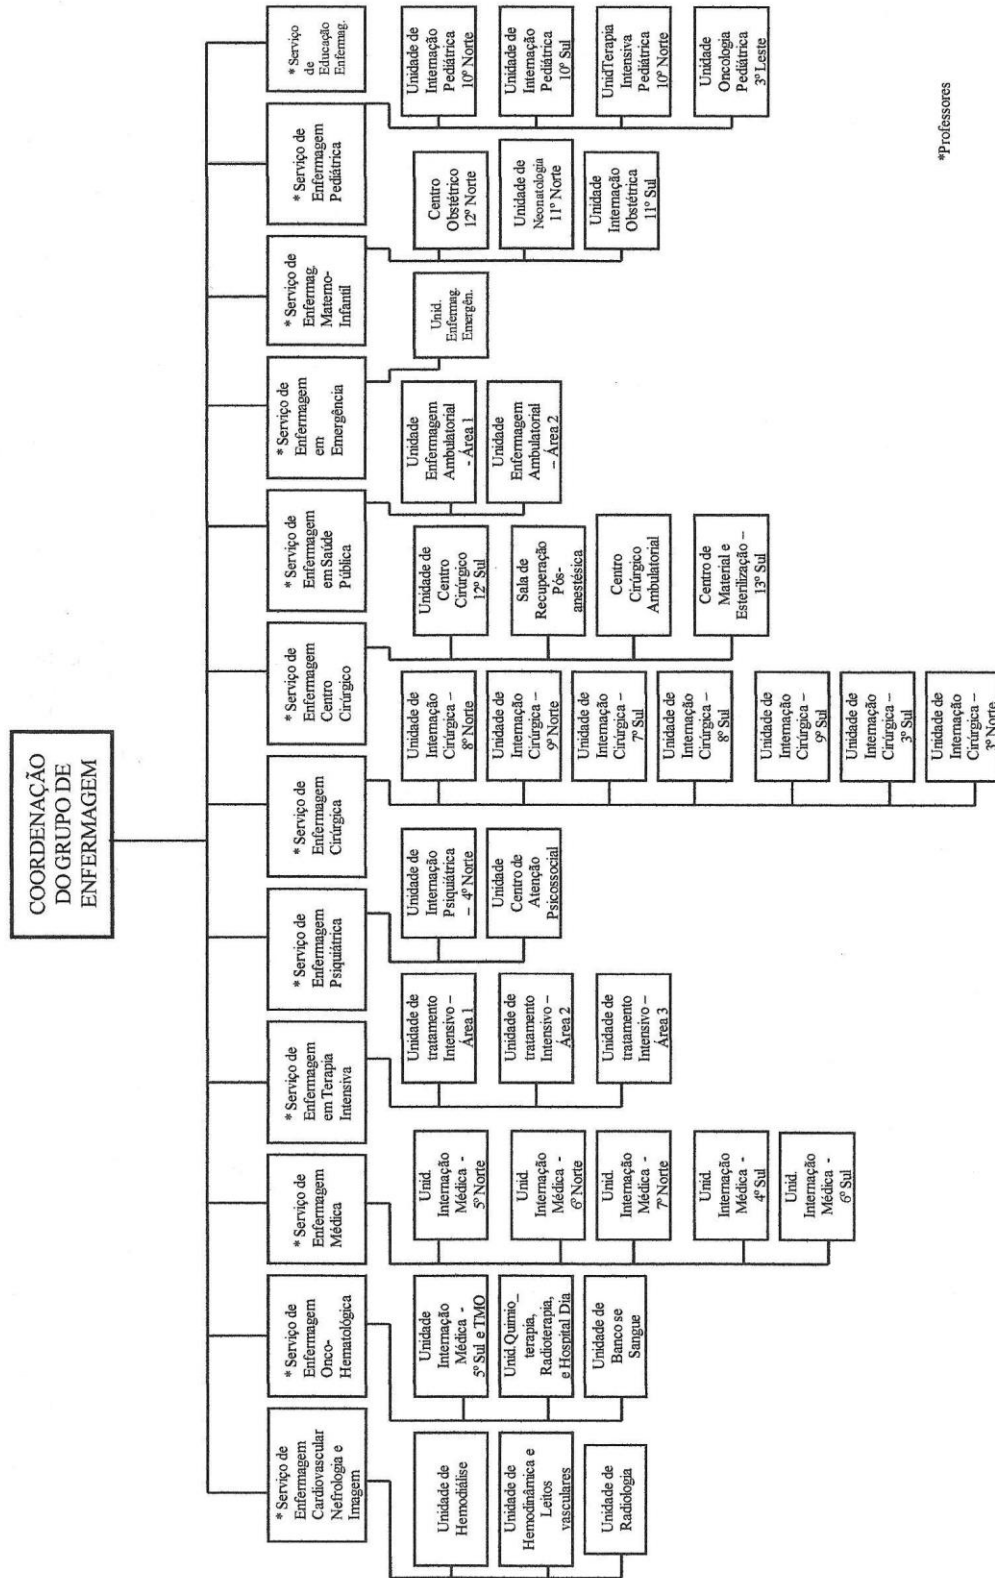 COORDENAÇÃO
DO GRUPO DE
ENFERMAGEM
* Serviço de
Enfermagem
Cardiovascular
Nefrologia e
Imagem
* Serviço de
Enfermagem
Onco-
Hematológica
* Serviço de
Enfermagem
Médica
* Serviço de
Enfermagem
em Terapia
Intensiva
* Serviço de
Enfermagem
Psiquiátrica
* Serviço de
Enfermagem
Cirúrgica
* Serviço de
Enfermagem
Centro
Cirúrgico
* Serviço de
Enfermagem
em Saúde
Pública
* Serviço de
Enfermagem
em
Emergência
* Serviço de
Enfermag.
Materno-
Infantil
* Serviço de
Enfermagem
Pediátrica
* Serviço
de
Educação
Enfermag.
Unidade de
Hemodiálise
Unidade de
Hemodinâmica e
Leitos
vasculares
Unidade de
Radiologia
Unidade
Internação
Médica -
5º Sul e TMO
Unid.Quimio_
terapia,
Radioterapia,
e Hospital Dia
Unidade de
Banco se
Sangue
Unid.
Internação
Médica -
5º Norte
Unid.
Internação
Médica -
6º Norte
Unid.
Internação
Médica -
7º Norte
Unid.
Internação
Médica -
4º Sul
Unid.
Internação
Médica -
6º Sul
Unidade de
tratamento
Intensivo –
Área 1
Unidade de
tratamento
Intensivo –
Área 2
Unidade de
tratamento
Intensivo –
Área 3
Unidade de
Internação
Psiquiátrica
– 4º Norte
Unidade
Centro de
Atenção
Psicossocial
Unidade de
Internação
Cirúrgica –
8º Norte
Unidade de
Internação
Cirúrgica –
9º Norte
Unidade de
Internação
Cirúrgica –
7º Sul
Unidade de
Internação
Cirúrgica –
8º Sul
Unidade de
Internação
Cirúrgica –
9º Sul
Unidade de
Internação
Cirúrgica –
3º Sul
Unidade de
Internação
Cirúrgica –
3º Norte
Unidade de
Centro
Cirúrgico
12º Sul
Sala de
Recuperação
Pós-
anestésica
Centro
Cirúrgico
Ambulatorial
Centro de
Material e
Esterilização –
13º Sul
Unidade
Enfermagem
Ambulatorial
- Área 1
Unidade
Enfermagem
Ambulatorial
– Área 2
Unid.
Enfermag.
Emergên.
Centro
Obstétrico
12º Norte
Unidade de
Neonatologia
11º Norte
Unidade
Internação
Obstétrica
11º Sul
Unidade de
Internação
Pediátrica
10º Norte
Unidade de
Internação
Pediátrica
10º Sul
UnidTerapia
Intensiva
Pediátrica
10º Norte
Unidade
Oncologia
Pediátrica
3º Leste
*Professores